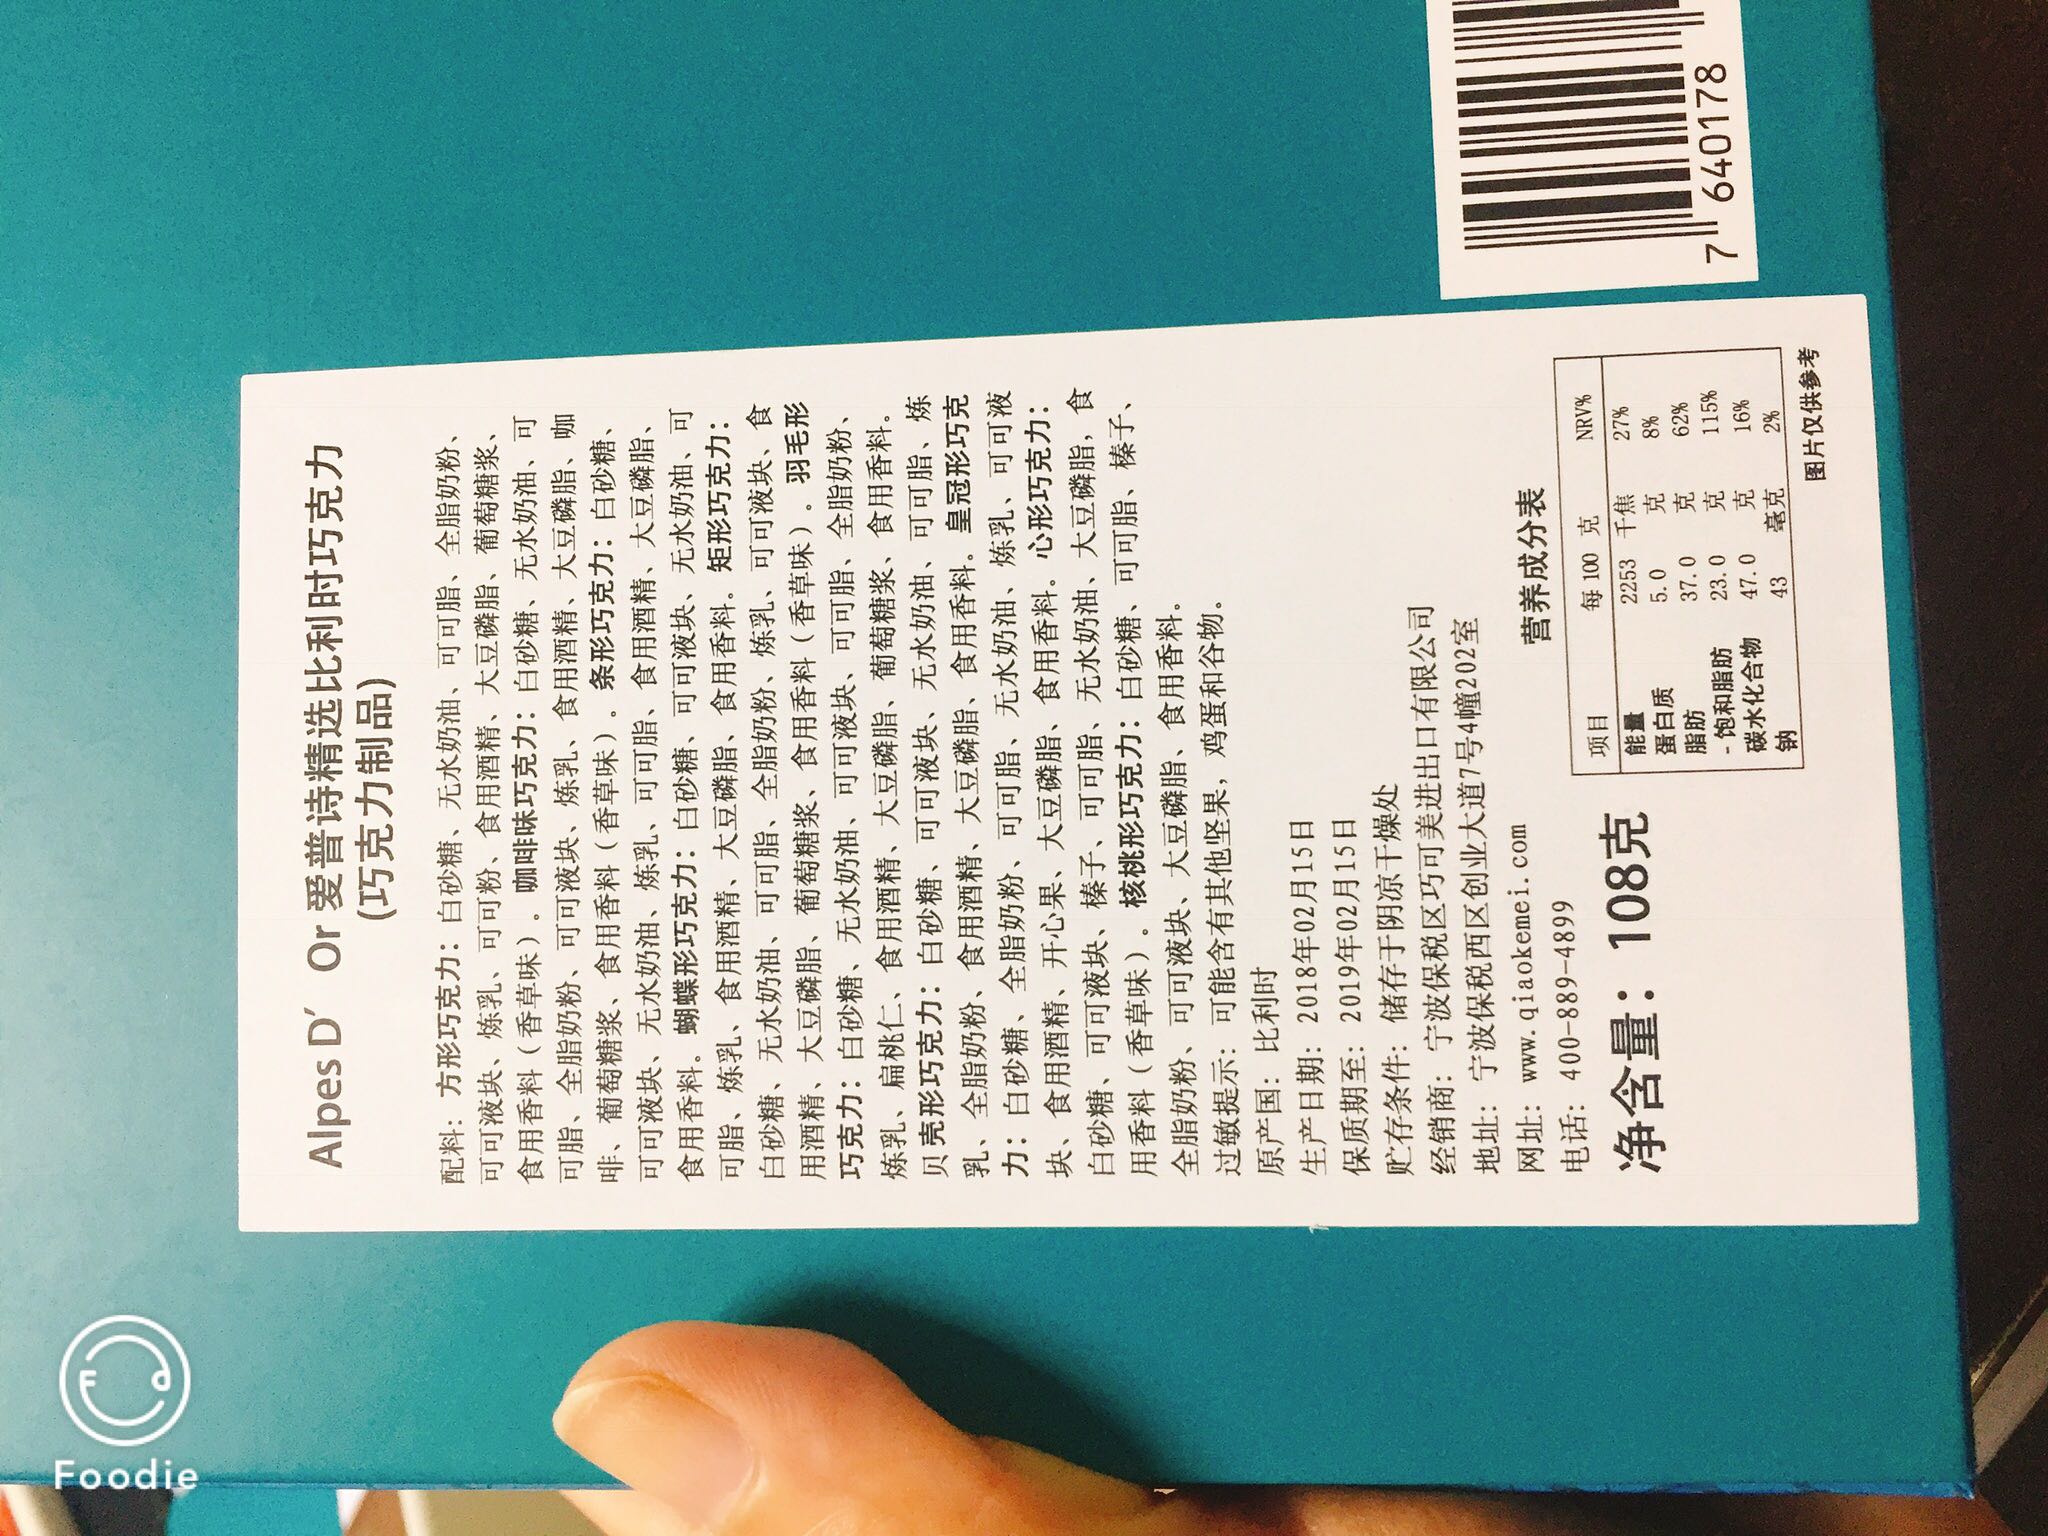 Alpes D' Or 爱普诗精选比利时巧克力
(巧克力制品)
配料：方形巧克力：白砂糖、无水奶油、可可脂、全脂奶粉、
可可液块、炼乳、可可粉、食用酒精、大豆磷脂、葡萄糖浆、
食用香料（香草味）。咖啡味巧克力：白砂糖、无水奶油、可
可脂、全脂奶粉、可可液块、炼乳、食用酒精、大豆磷脂、咖
啡、葡萄糖浆、食用香料（香草味）。条形巧克力：白砂糖、
可可液块、无水奶油、炼乳、可可脂、食用酒精、大豆磷脂、
食用香料。蝴蝶形巧克力：白砂糖、可可液块、无水奶油、可
可脂、炼乳、食用酒精、大豆磷脂、食用香料。矩形巧克力：
白砂糖、无水奶油、可可脂、全脂奶粉、炼乳、可可液块、食
用酒精、大豆磷脂、葡萄糖浆、食用香料（香草味）。羽毛形
巧克力：白砂糖、无水奶油、可可液块、可可脂、全脂奶粉、
炼乳、扁桃仁、食用酒精、大豆磷脂、葡萄糖浆、食用香料。
贝壳形巧克力：白砂糖、可可液块、无水奶油、可可脂、炼
乳、全脂奶粉、食用酒精、大豆磷脂、食用香料。皇冠形巧克
力：白砂糖、全脂奶粉、可可脂、无水奶油、炼乳、可可液
块、食用酒精、开心果、大豆磷脂、食用香料。心形巧克力：
白砂糖、可可液块、榛子、可可脂、无水奶油、大豆磷脂，食
用香料（香草味）。核桃形巧克力：白砂糖、可可脂、榛子、
全脂奶粉、可可液块、大豆磷脂、食用香料。
过敏提示：可能含有其他坚果，鸡蛋和谷物。
原产国：比利时
生产日期：2018年02月15日
保质期至：2019年02月15日
贮存条件：储存于阴凉干燥处
经销商：宁波保税区巧可美进出口有限公司
地址：宁波保税西区创业大道7号4幢202室
网址：www.qiaokemei.com
电话：400-889-4899
净含量：108克
营养成分表
项目 每100 克 NRV%
能量 2253 千焦 27%
蛋白质 5.0 克 8%
脂肪 37.0 克 62%
-饱和脂肪 23.0 克 115%
碳水化合物 47.0 克 16%
钠 43 毫克 2%
图片仅供参考
7 640178
Foodie